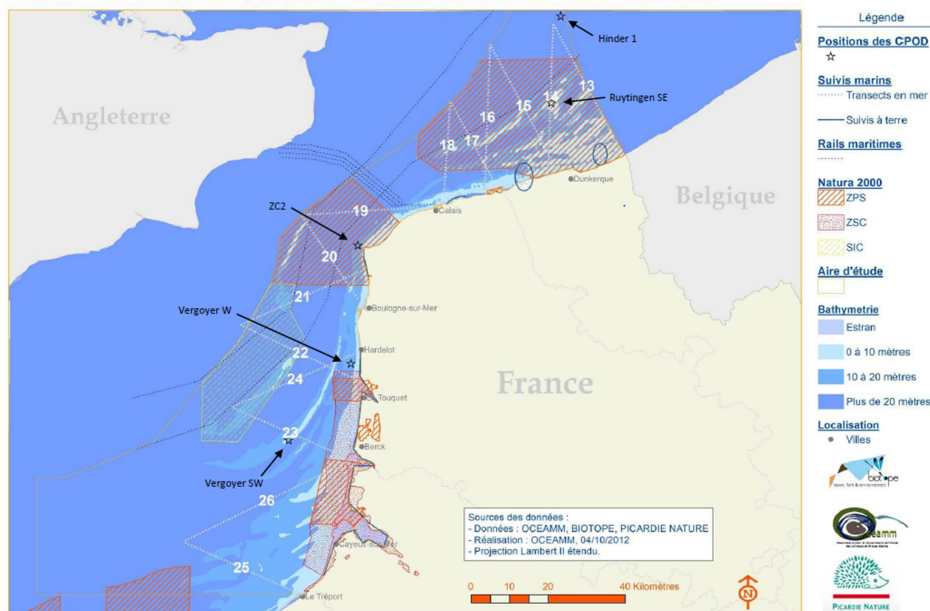 Hinder 1
Angleterre
Ruytingen SE
13
14
15
16
17
18
Dunkerque
Belgique
Calais
ZC2
19
20
21
Vergoyer W
Boulogne-sur-Mer
22
Hardelot
24
France
Touquet
23
Berck
Vergoyer SW
26
Sources des données :
- Données : OCEAMM, BIOTOPE, PICARDIE NATURE
- Réalisation : OCEAMM, 04/10/2012
- Projection Lambert II étendu.
Cayeux-sur-Mer
25
Le Tréport
0 10 20 40 Kilomètres
N
Légende
Positions des CPOD
Suivis marins
Transects en mer
Suivis à terre
Rails maritimes
Natura 2000
ZPS
ZSC
SIC
Aire d'étude
Bathymetrie
Estran
0 à 10 mètres
10 à 20 mètres
Plus de 20 mètres
Localisation
Villes
biotope
PICARDIE NATURE